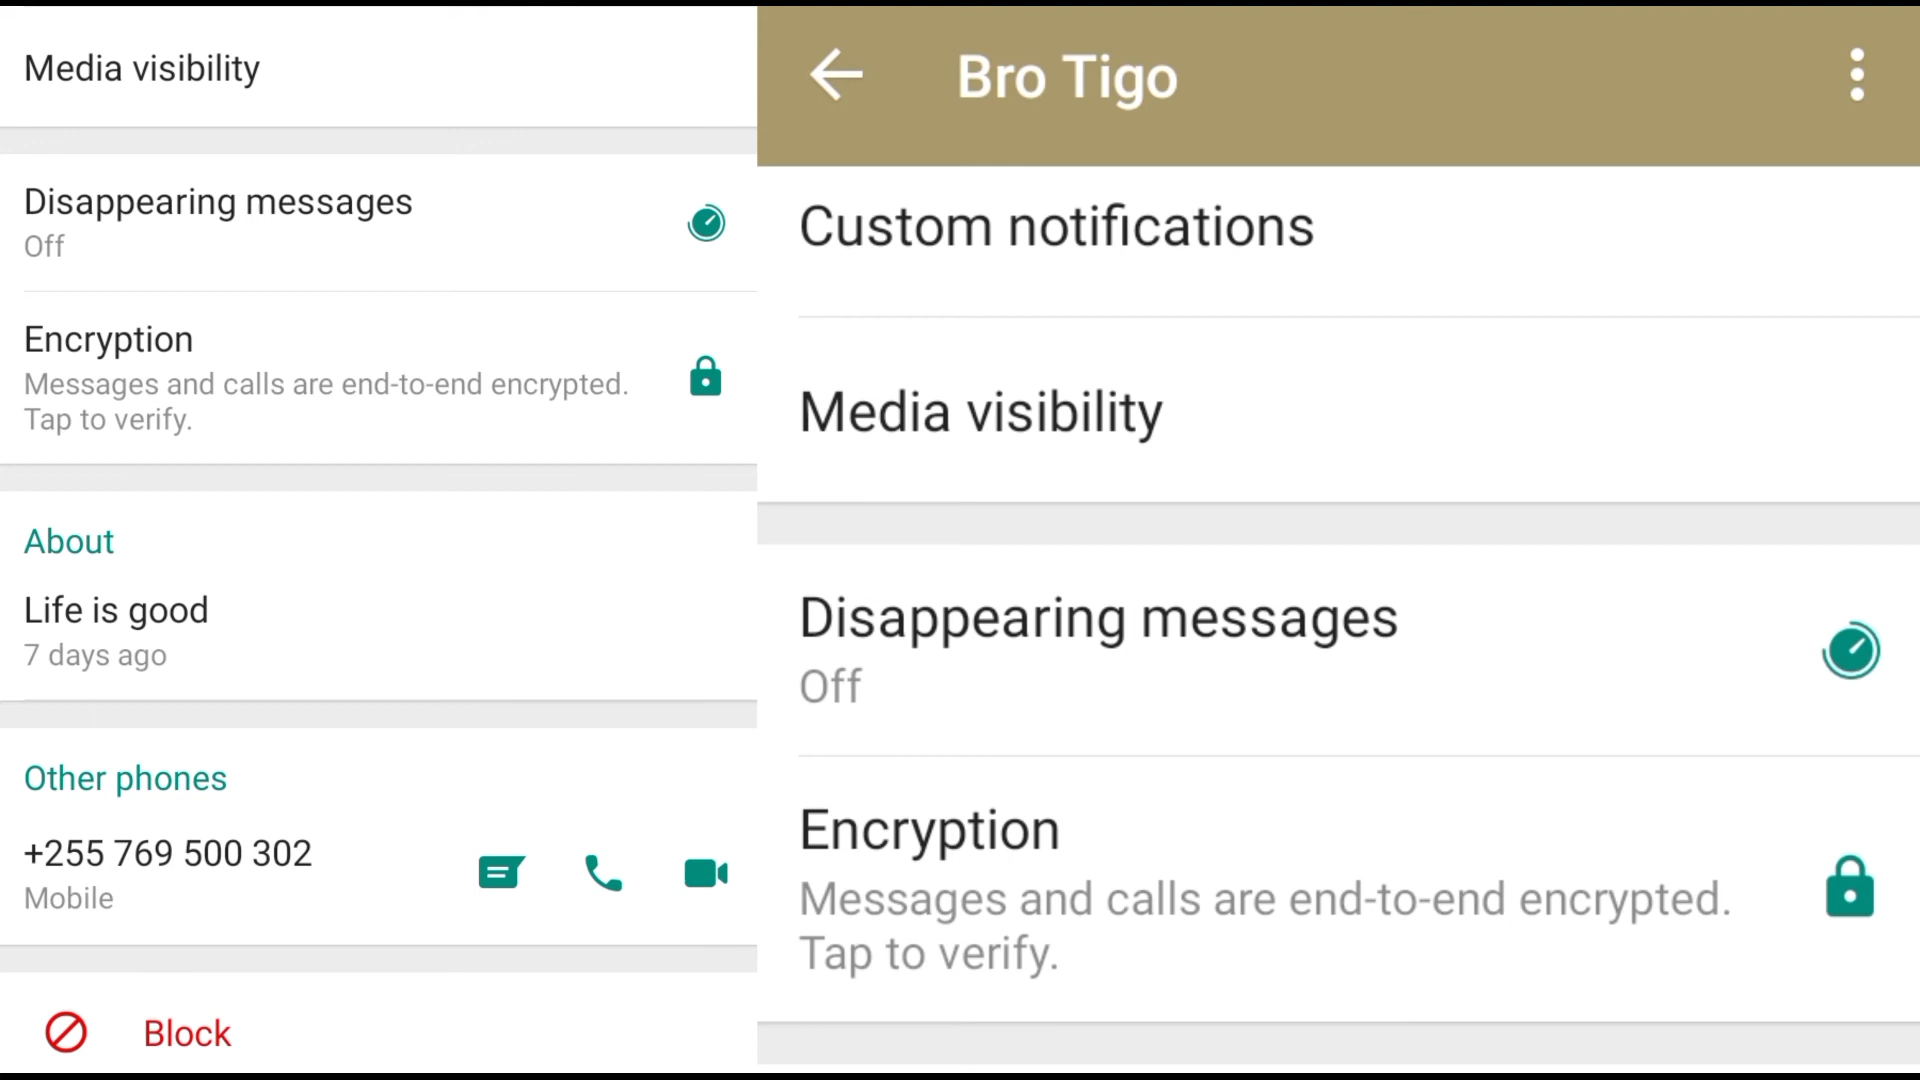 Media visibility
Disappearing messages
Off
Encryption
Messages and calls are end-to-end encrypted.
Tap to verify.
About
Life is good
7 days ago
Other phones
+255 769 500 302
Mobile
Block
Bro Tigo
Custom notifications
Media visibility
Disappearing messages
Off
Encryption
Messages and calls are end-to-end encrypted.
Tap to verify.